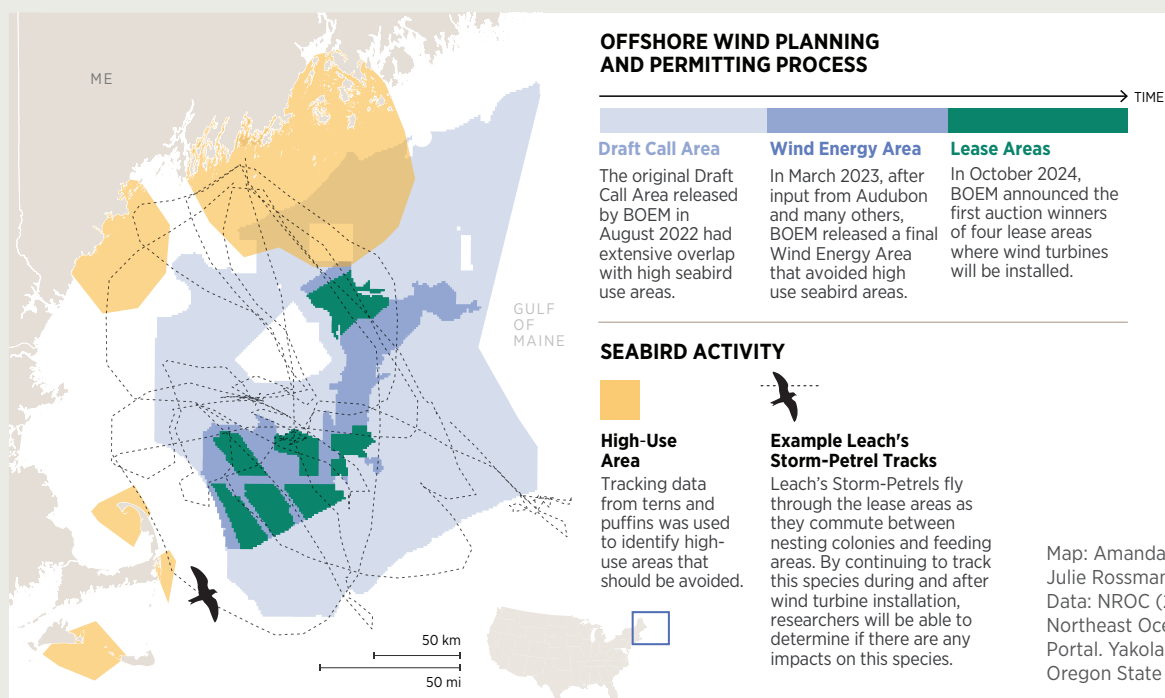 ME
GULF
OF
MAINE
50 km
50 mi
OFFSHORE WIND PLANNING
AND PERMITTING PROCESS
TIME
Draft Call Area
The original Draft
Call Area released
by BOEM in
August 2022 had
extensive overlap
with high seabird
use areas.
Wind Energy Area
In March 2023, after
input from Audubon
and many others,
BOEM released a final
Wind Energy Area
that avoided high
use seabird areas.
Lease Areas
In October 2024,
BOEM announced the
first auction winners
of four lease areas
where wind turbines
will be installed.
SEABIRD ACTIVITY
High-Use
Area
Tracking data
from terns and
puffins was used
to identify high-
use areas that
should be avoided.
Example Leach's
Storm-Petrel Tracks
Leach's Storm-Petrels fly
through the lease areas as
they commute between
nesting colonies and feeding
areas. By continuing to track
this species during and after
wind turbine installation,
researchers will be able to
determine if there are any
impacts on this species.
Map: Amanda
Julie Rossman
Data: NROC (2
Northeast Oce
Portal. Yakola
Oregon State